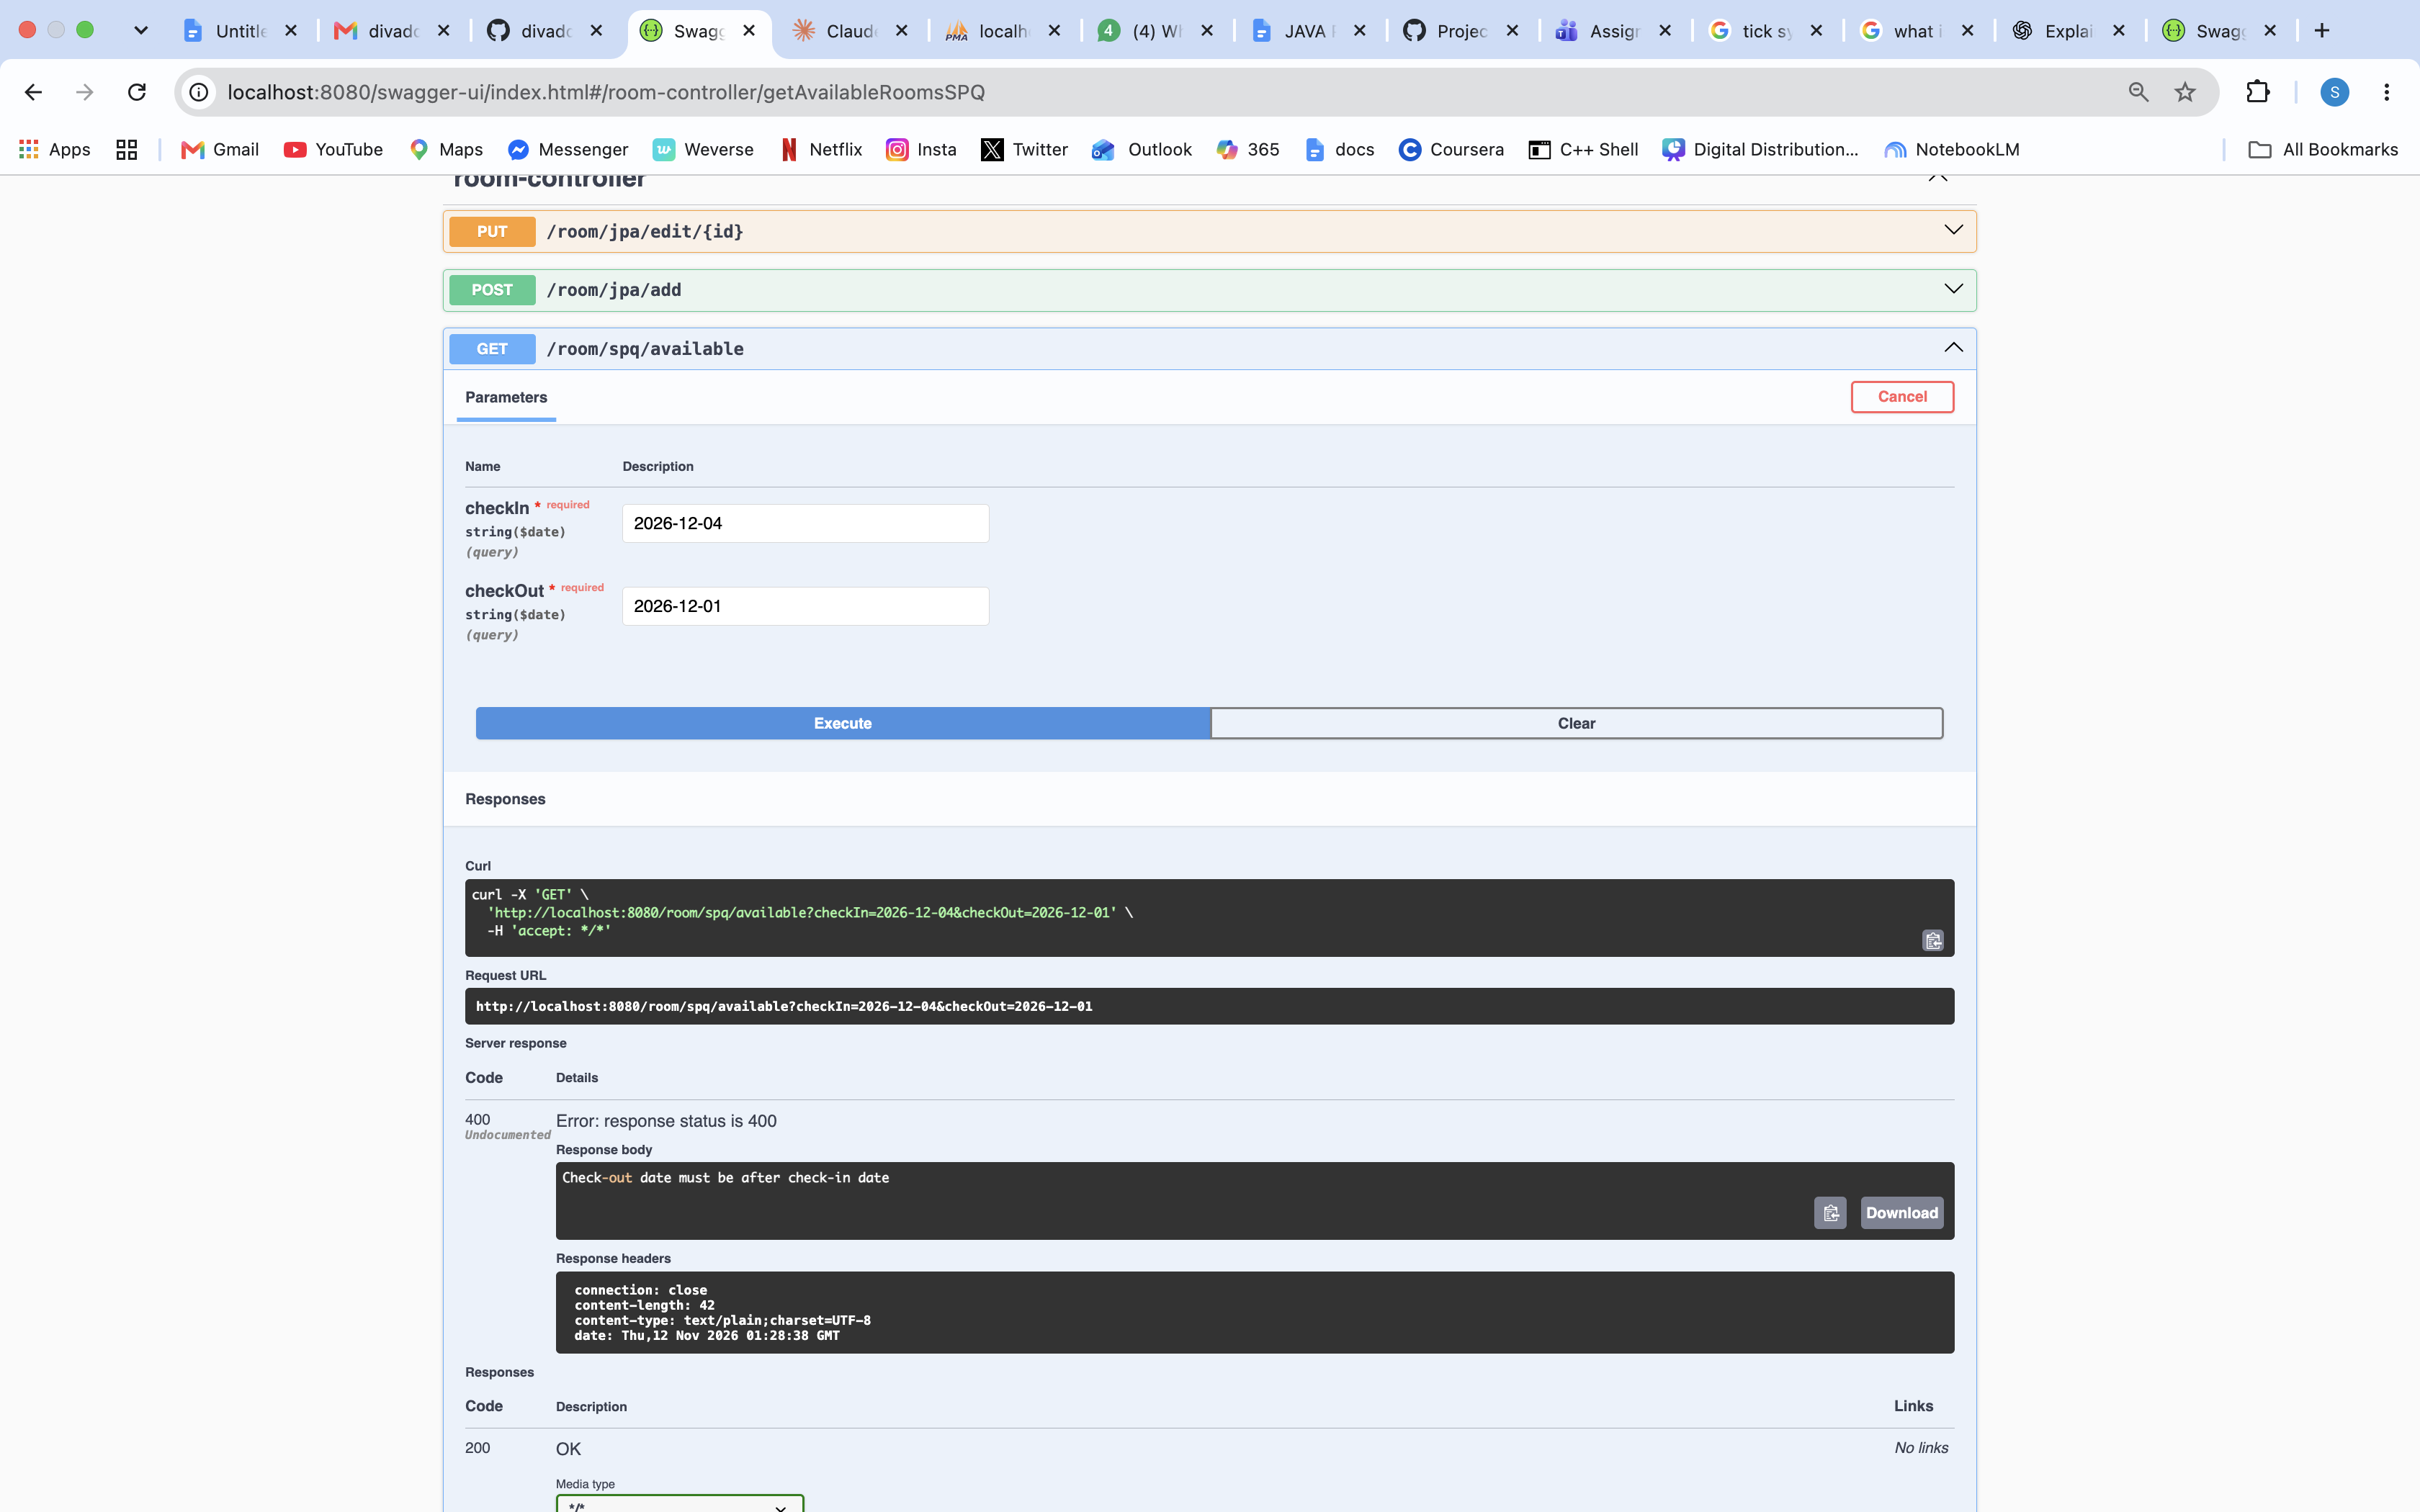 Untitle
divado
divado
Swag
Claud
localh
4
(4) W
JAVA
Projec
Assig
tick sy
what i
Explai
Swag
localhost:8080/swagger-ui/index.html#/room-controller/getAvailableRoomsSPQ
S
Apps
Gmail
YouTube
Maps
Messenger
Weverse
Netflix
Insta
Twitter
Outlook
365
docs
Coursera
C++ Shell
Digital Distribution...
NotebookLM
All Bookmarks
room-controller
PUT /room/jpa/edit/{id}
POST /room/jpa/add
GET /room/spq/available
Parameters
Cancel
Name Description
checkIn * required
string($date)
(query)
2026-12-04
checkOut * required
string($date)
(query)
2026-12-01
Execute
Clear
Responses
Curl
curl -X 'GET' \
'http://localhost:8080/room/spq/available?checkIn=2026-12-04&checkOut=2026-12-01' \
-H 'accept: */*'
Request URL
http://localhost:8080/room/spq/available?checkIn=2026-12-04&checkOut=2026-12-01
Server response
Code Details
400
Undocumented
Error: response status is 400
Response body
Check-out date must be after check-in date
Download
Response headers
connection: close
content-length: 42
content-type: text/plain;charset=UTF-8
date: Thu,12 Nov 2026 01:28:38 GMT
Responses
Code Description Links
200 OK No links
Media type
*/*